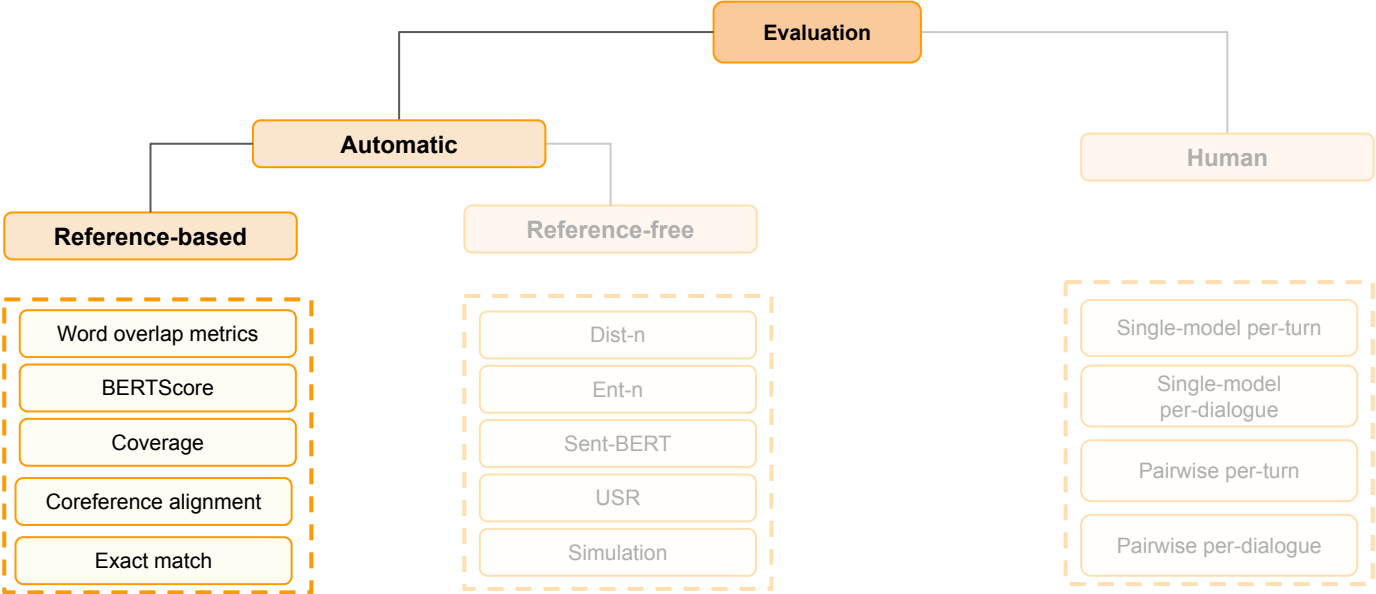 Evaluation
Automatic
Human
Reference-based
Reference-free
Word overlap metrics
BERTScore
Coverage
Coreference alignment
Exact match
Dist-n
Ent-n
Sent-BERT
USR
Simulation
Single-model per-turn
Single-model
per-dialogue
Pairwise per-turn
Pairwise per-dialogue